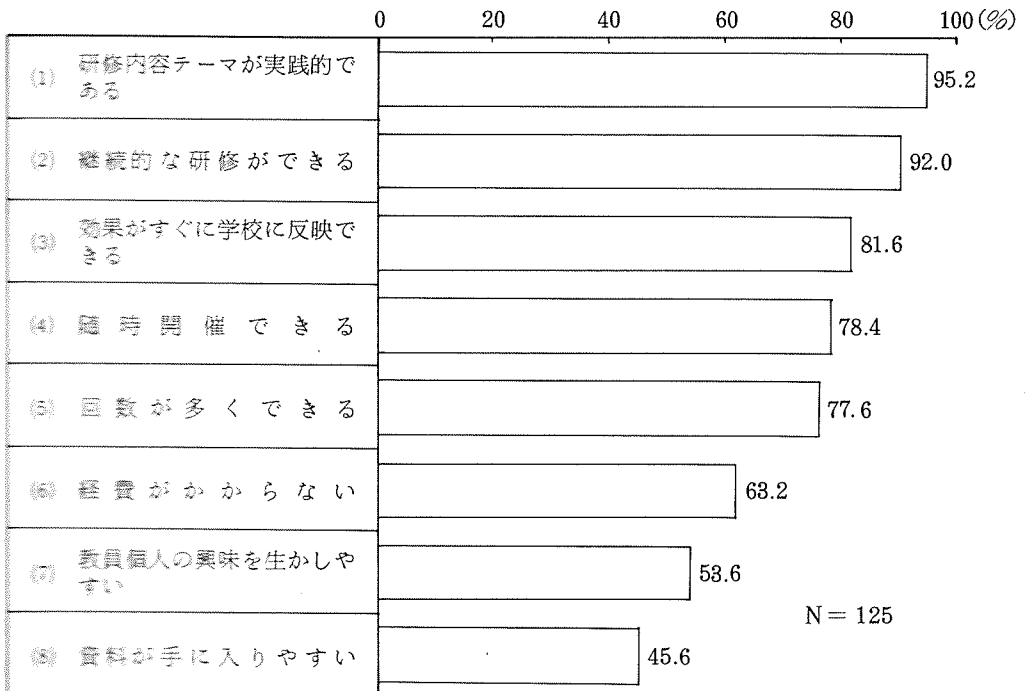 0 20 40 60 80 100(%)
(1) 研修内容テーマが実践的で
ある
95.2
(2) 継続的な研修ができる
92.0
(3) 効果がすぐに学校に反映で
きる
81.6
(4) 随時開催できる
78.4
(5) 回数が多くできる
77.6
(6) 経費がかからない
63.2
(7) 教員個人の興味を生かしや
すい
53.6
N = 125
(8) 資料が手に入りやすい
45.6